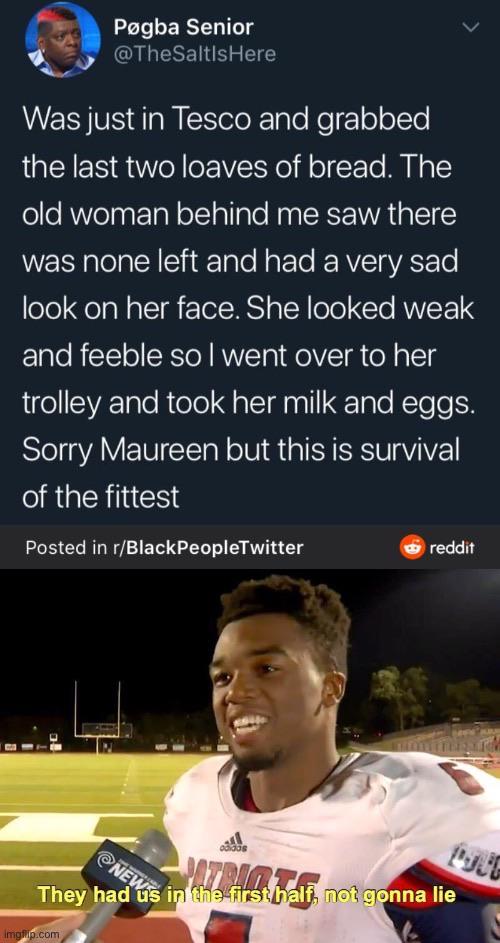 Pøgba Senior
@TheSaltIsHere
Was just in Tesco and grabbed
the last two loaves of bread. The
old woman behind me saw there
was none left and had a very sad
look on her face. She looked weak
and feeble so I went over to her
trolley and took her milk and eggs.
Sorry Maureen but this is survival
of the fittest
Posted in r/BlackPeopleTwitter
reddit
adidas
PATRIOTS
NEWS
They had us in the first half, not gonna lie
imgflip.com